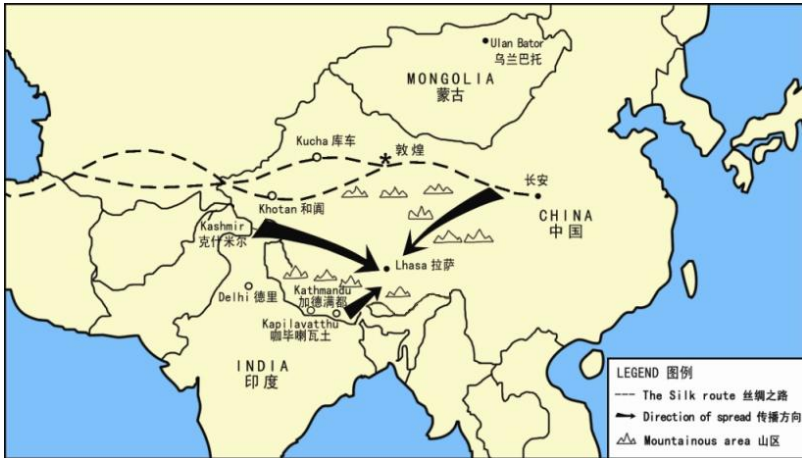 Ulan Bator
乌兰巴托
MONGOLIA
蒙古
Kucha 库车
敦煌
长安
Khotan 和阗
CHINA
中国
Kashmir
克什米尔
Lhasa 拉萨
Kathmandu
加德满都
Delhi 德里
Kapilavatthu
咖毕喇瓦土
INDIA
印度
LEGEND 图例
The Silk route 丝绸之路
Direction of spread 传播方向
Mountainous area 山区